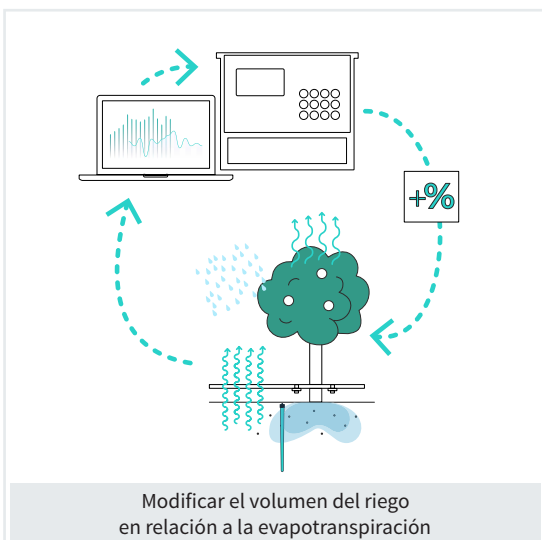 +%
Modificar el volumen del riego
en relación a la evapotranspiración